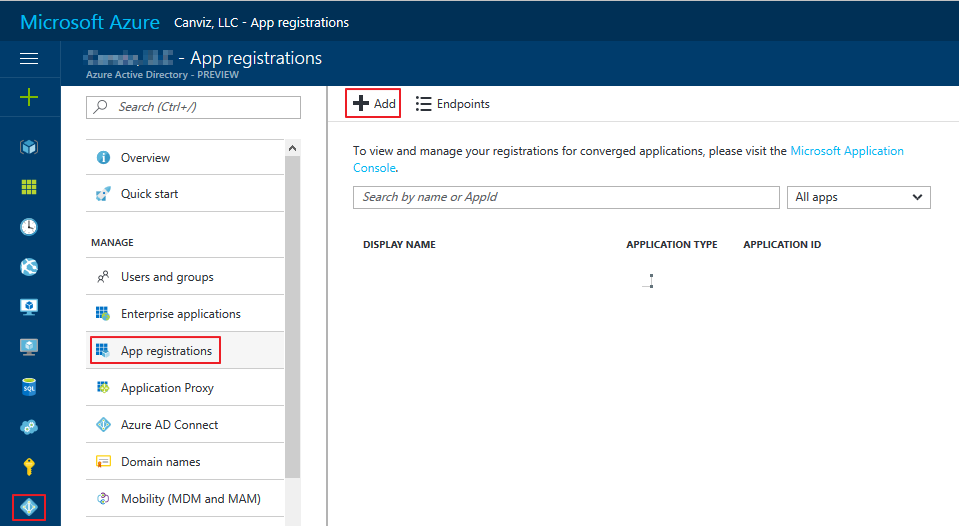 Microsoft Azure Canviz, LLC - App registrations
- App registrations
Azure Active Directory - PREVIEW
Search (Ctrl+/)
Overview
Quick start
MANAGE
Users and groups
Enterprise applications
App registrations
Application Proxy
Azure AD Connect
Domain names
Mobility (MDM and MAM)
Add Endpoints
To view and manage your registrations for converged applications, please visit the Microsoft Application
Console.
Search by name or AppId All apps
DISPLAY NAME APPLICATION TYPE APPLICATION ID
SQL